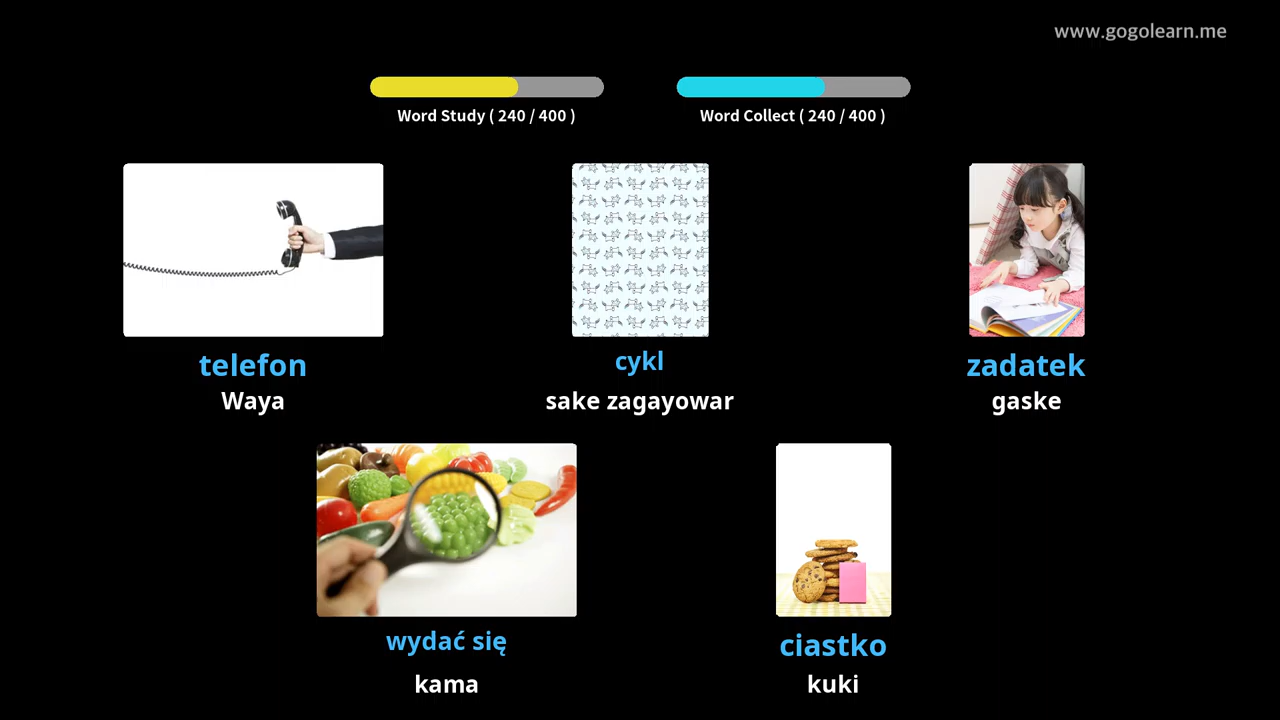 www.gogolearn.me
Word Study ( 240 / 400 )
Word Collect ( 240 / 400 )
telefon
Waya
cykl
sake zagayowar
zadatek
gaske
wydać się
kama
ciastko
kuki